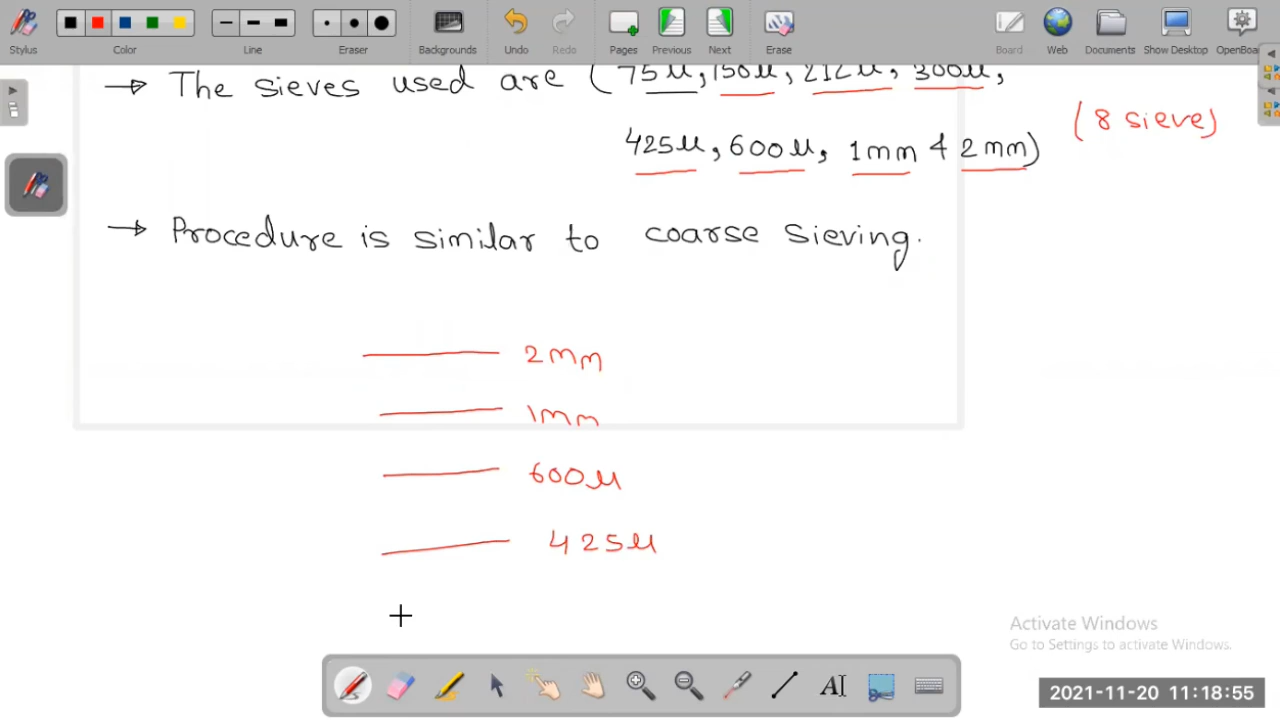 Stylus
Color
Line
Eraser
Backgrounds
Undo
Redo
Pages
Previous
Next
Erase
Board
Web
Documents
Show Desktop
OpenBoa
→ The sieves used are (75µ, 150µ, 212µ, 300µ,
(8 sieve)
425µ, 600µ, 1mm & 2mm)
→ Procedure is similar to coarse sieving.
2mm
1mm
600µ
425µ
Activate Windows
Go to Settings to activate Windows.
2021-11-20 11:18:55